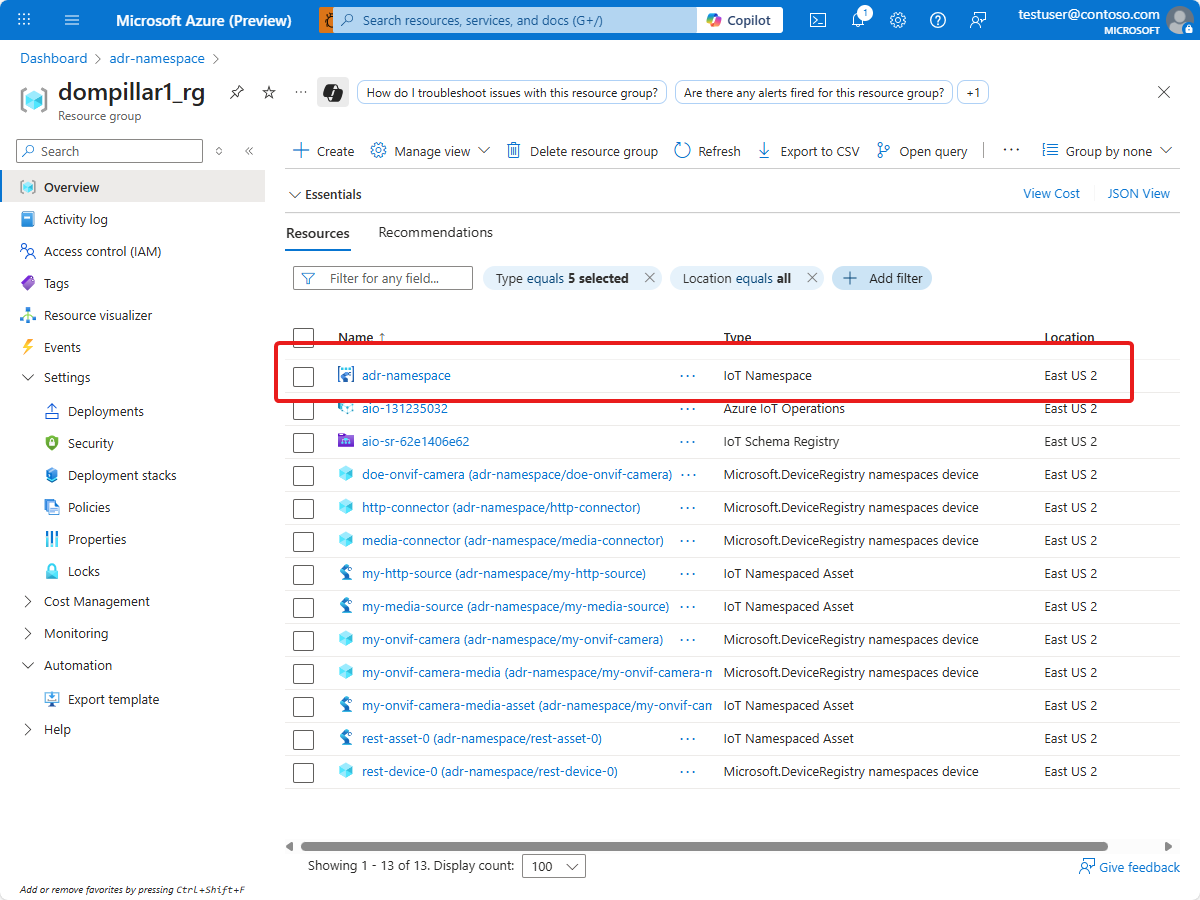 Microsoft Azure (Preview)
Search resources, services, and docs (G+/)
Copilot
1
testuser@contoso.com
MICROSOFT
Dashboard > adr-namespace >
dompillar1_rg
Resource group
How do I troubleshoot issues with this resource group?
Are there any alerts fired for this resource group?
+1
Search
Overview
Activity log
Access control (IAM)
Tags
Resource visualizer
Events
Settings
Deployments
Security
Deployment stacks
Policies
Properties
Locks
Cost Management
Monitoring
Automation
Export template
Help
Add or remove favorites by pressing Ctrl+Shift+F
Create
Manage view
Delete resource group
Refresh
Export to CSV
Open query
Group by none
Essentials
View Cost
JSON View
Resources
Recommendations
Filter for any field...
Type equals 5 selected
Location equals all
Add filter
Name ↑ Type Location
adr-namespace ··· IoT Namespace East US 2
aio-131235032 ··· Azure IoT Operations East US 2
aio-sr-62e1406e62 ··· IoT Schema Registry East US 2
doe-onvif-camera (adr-namespace/doe-onvif-camera) ··· Microsoft.DeviceRegistry namespaces device East US 2
http-connector (adr-namespace/http-connector) ··· Microsoft.DeviceRegistry namespaces device East US 2
media-connector (adr-namespace/media-connector) ··· Microsoft.DeviceRegistry namespaces device East US 2
my-http-source (adr-namespace/my-http-source) ··· IoT Namespaced Asset East US 2
my-media-source (adr-namespace/my-media-source) ··· IoT Namespaced Asset East US 2
my-onvif-camera (adr-namespace/my-onvif-camera) ··· Microsoft.DeviceRegistry namespaces device East US 2
my-onvif-camera-media (adr-namespace/my-onvif-camera-m Microsoft.DeviceRegistry namespaces device East US 2
my-onvif-camera-media-asset (adr-namespace/my-onvif-cam IoT Namespaced Asset East US 2
rest-asset-0 (adr-namespace/rest-asset-0) ··· IoT Namespaced Asset East US 2
rest-device-0 (adr-namespace/rest-device-0) ··· Microsoft.DeviceRegistry namespaces device East US 2
Showing 1 - 13 of 13. Display count: 100
Give feedback